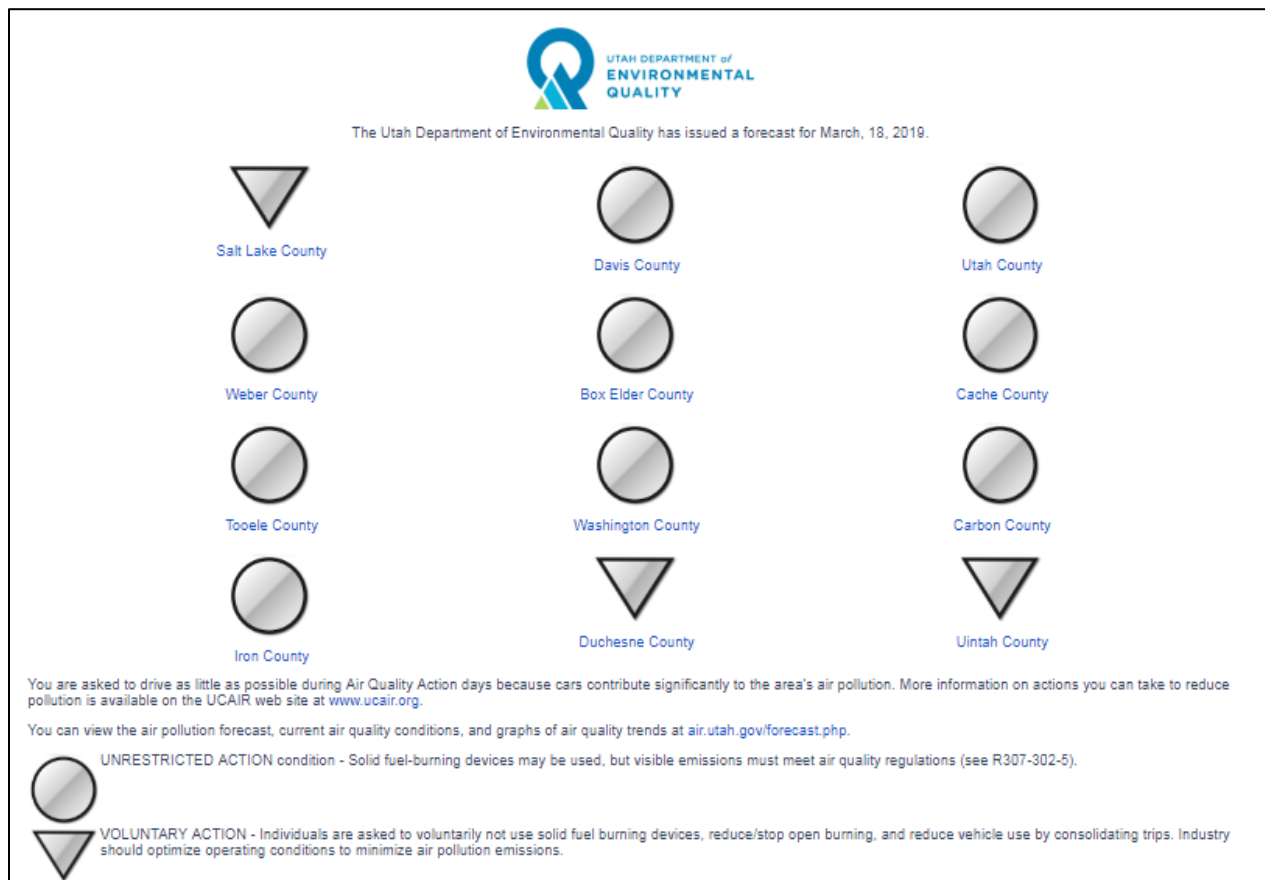 UTAH DEPARTMENT of
ENVIRONMENTAL
QUALITY
The Utah Department of Environmental Quality has issued a forecast for March, 18, 2019.
Salt Lake County
Davis County
Utah County
Weber County
Box Elder County
Cache County
Tooele County
Washington County
Carbon County
Iron County
Duchesne County
Uintah County
You are asked to drive as little as possible during Air Quality Action days because cars contribute significantly to the area's air pollution. More information on actions you can take to reduce
pollution is available on the UCAIR web site at www.ucair.org.
You can view the air pollution forecast, current air quality conditions, and graphs of air quality trends at air.utah.gov/forecast.php.
UNRESTRICTED ACTION condition - Solid fuel-burning devices may be used, but visible emissions must meet air quality regulations (see R307-302-5).
VOLUNTARY ACTION - Individuals are asked to voluntarily not use solid fuel burning devices, reduce/stop open burning, and reduce vehicle use by consolidating trips. Industry
should optimize operating conditions to minimize air pollution emissions.